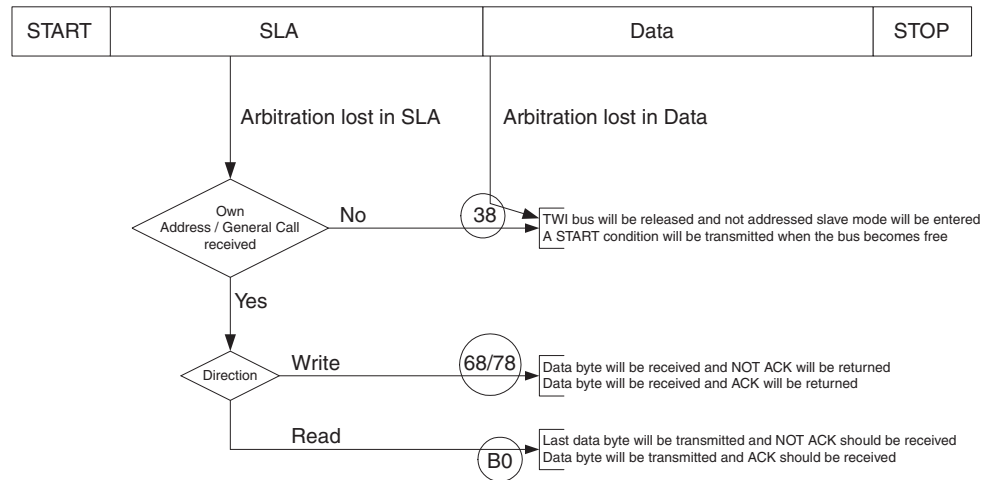 START
SLA
Data
STOP
Arbitration lost in SLA
Arbitration lost in Data
Own
Address / General Call
received
No
38
TWI bus will be released and not addressed slave mode will be entered
A START condition will be transmitted when the bus becomes free
Yes
Direction
Write
68/78
Data byte will be received and NOT ACK will be returned
Data byte will be received and ACK will be returned
Read
B0
Last data byte will be transmitted and NOT ACK should be received
Data byte will be transmitted and ACK should be received